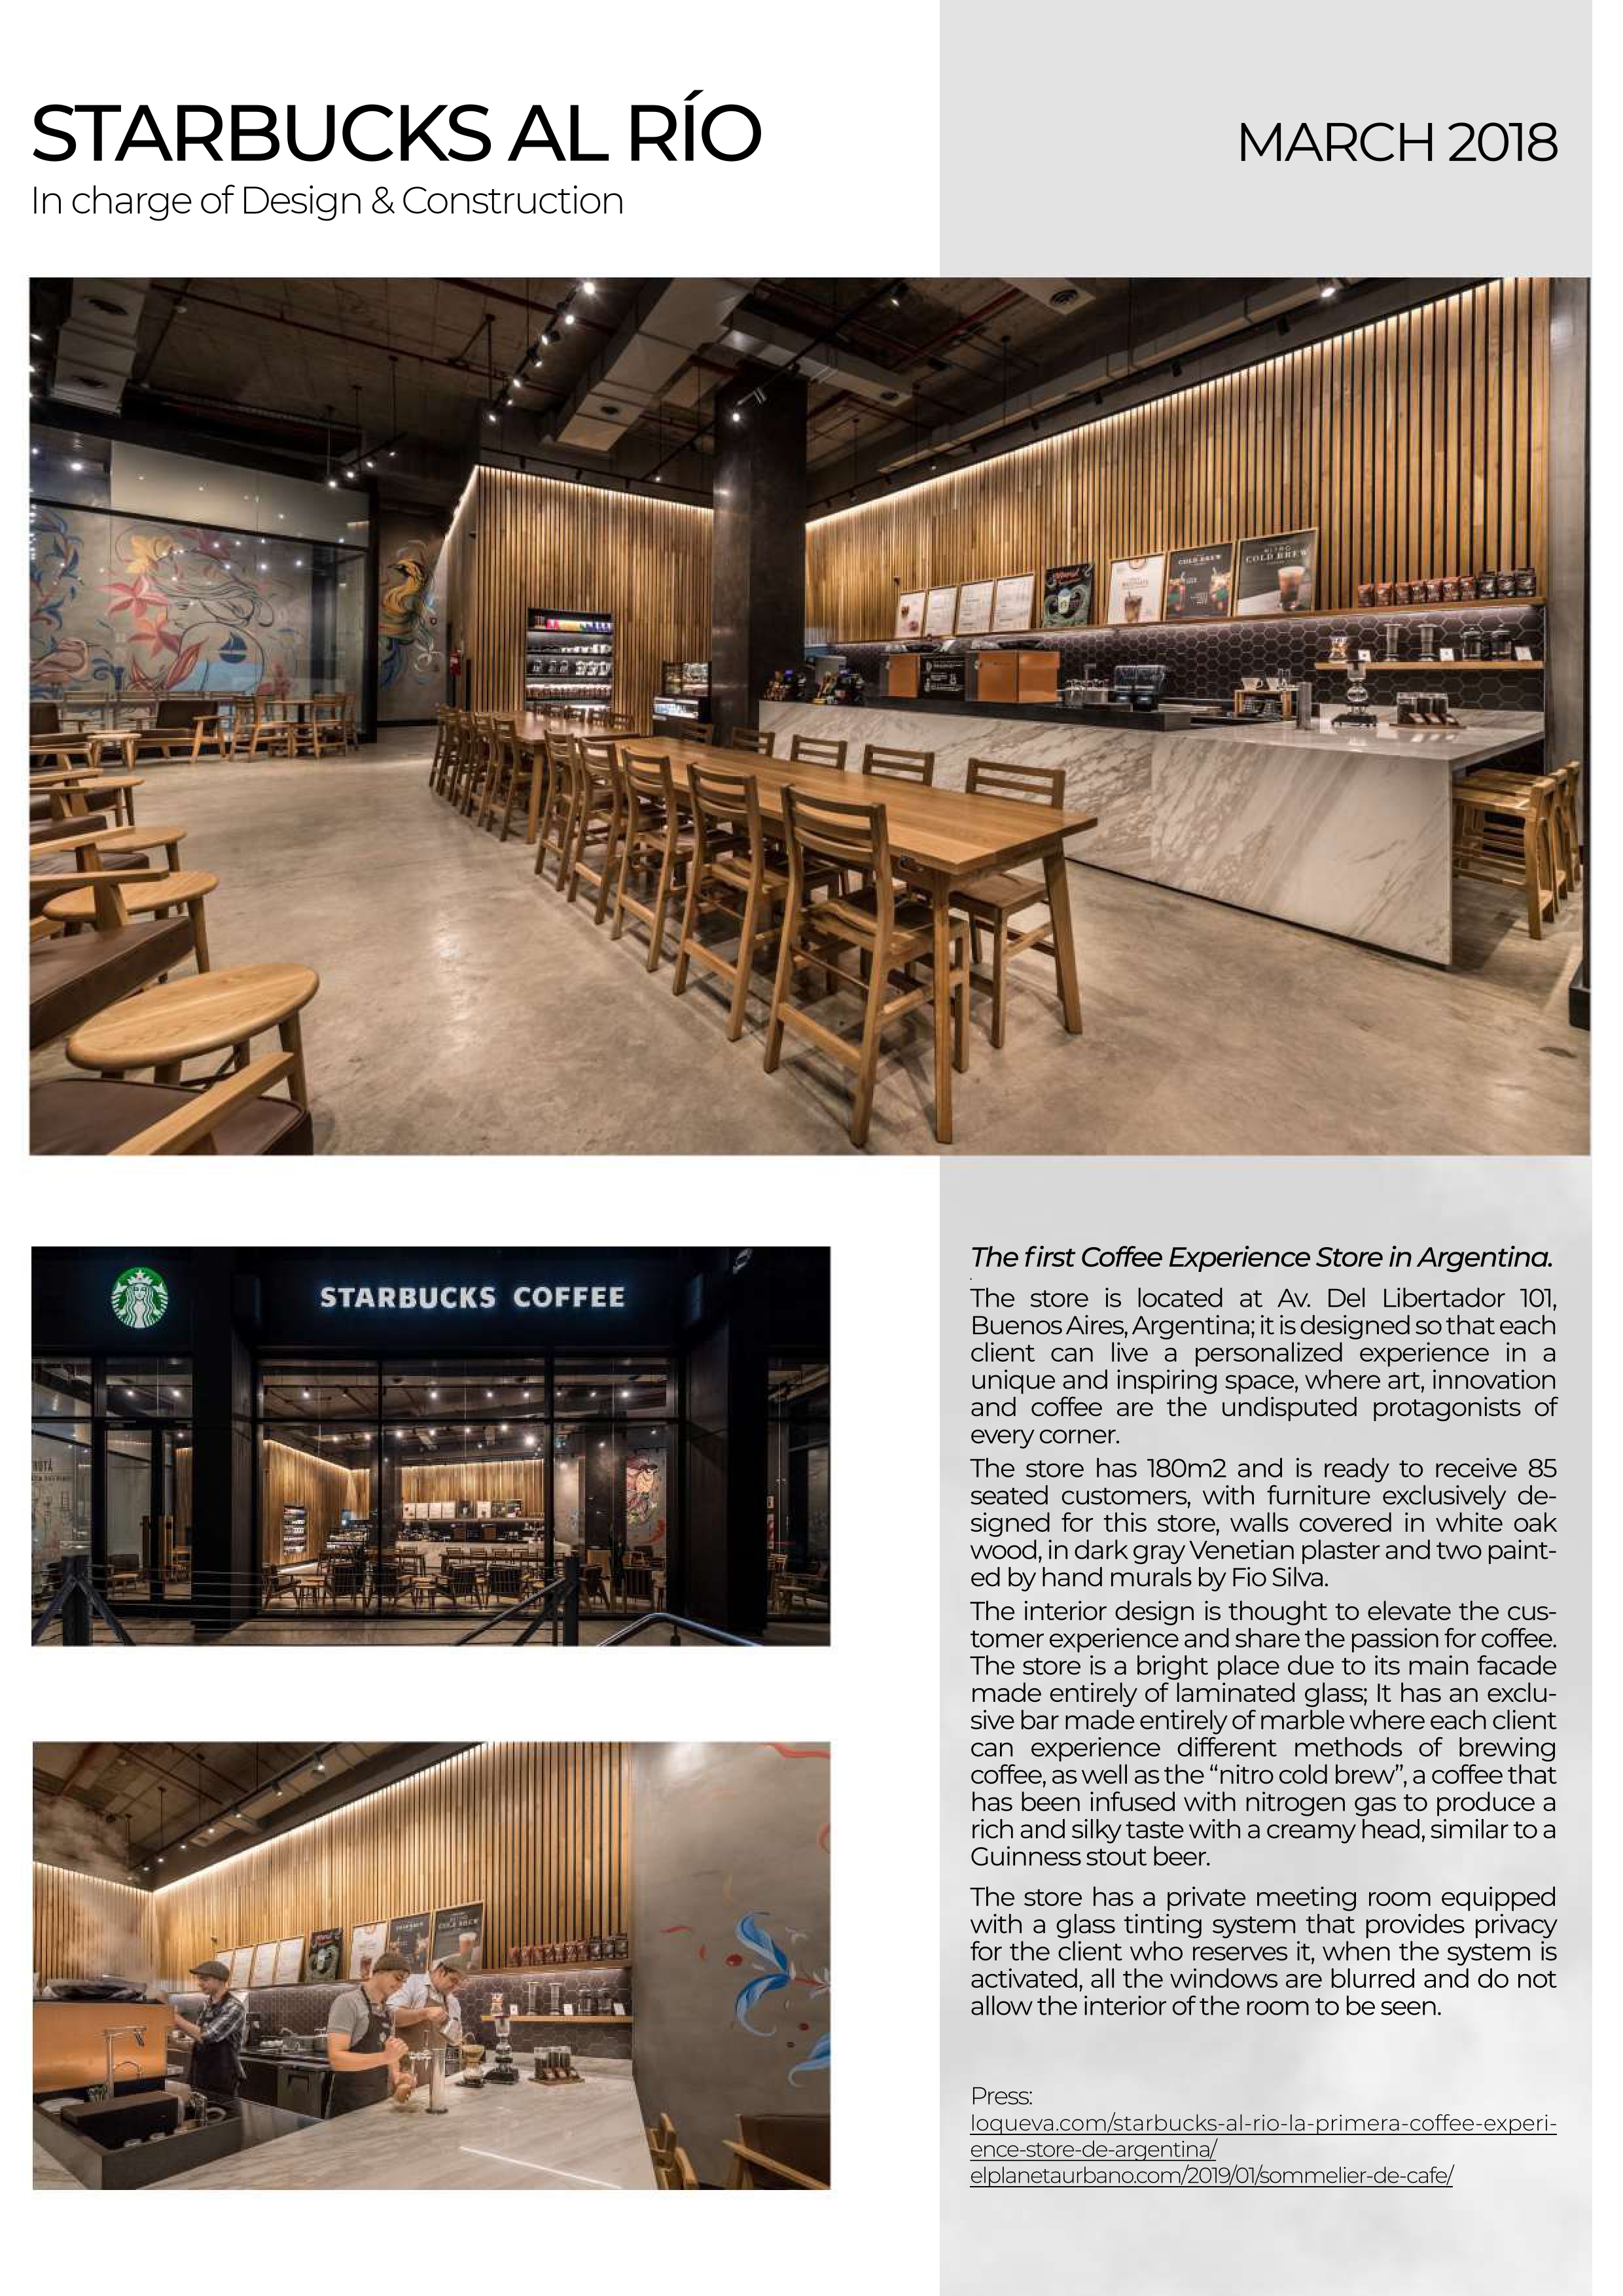 STARBUCKS AL RÍO
In charge of Design & Construction
MARCH 2018
COLD BREW
NITRO
COLD BREW
STARBUCKS COFFEE
COLD BREW
The first Coffee Experience Store in Argentina.
The store is located at Av. Del Libertador 101,
Buenos Aires, Argentina; it is designed so that each
client can live a personalized experience in a
unique and inspiring space, where art, innovation
and coffee are the undisputed protagonists of
every corner.
The store has 180m2 and is ready to receive 85
seated customers, with furniture exclusively de-
signed for this store, walls covered in white oak
wood, in dark gray Venetian plaster and two paint-
ed by hand murals by Fio Silva.
The interior design is thought to elevate the cus-
tomer experience and share the passion for coffee.
The store is a bright place due to its main facade
made entirely of laminated glass; It has an exclu-
sive bar made entirely of marble where each client
can experience different methods of brewing
coffee, as well as the “nitro cold brew”, a coffee that
has been infused with nitrogen gas to produce a
rich and silky taste with a creamy head, similar to a
Guinness stout beer.
The store has a private meeting room equipped
with a glass tinting system that provides privacy
for the client who reserves it, when the system is
activated, all the windows are blurred and do not
allow the interior of the room to be seen.
Press:
loqueva.com/starbucks-al-rio-la-primera-coffee-experi-
ence-store-de-argentina/
elplanetaurbano.com/2019/01/sommelier-de-cafe/